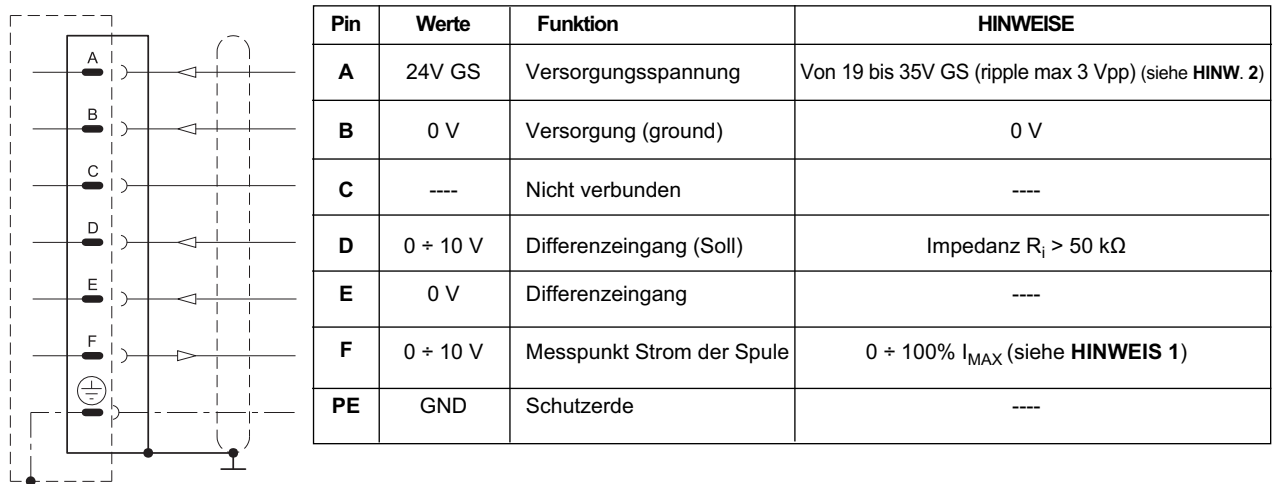 A
B
C
D
E
F
Pin Werte Funktion HINWEISE
A 24V GS Versorgungsspannung Von 19 bis 35V GS (ripple max 3 Vpp) (siehe HINW. 2)
B 0 V Versorgung (ground) 0 V
C ---- Nicht verbunden ----
D 0 ÷ 10 V Differenzeingang (Soll) Impedanz Ri > 50 kΩ
E 0 V Differenzeingang ----
F 0 ÷ 10 V Messpunkt Strom der Spule 0 ÷ 100% IMAX (siehe HINWEIS 1)
PE GND Schutzerde ----